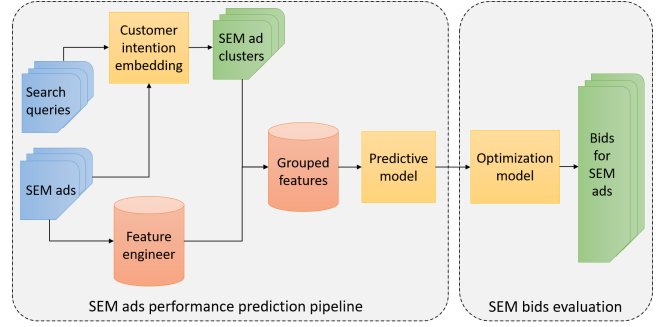 Customer
intention
embedding
SEM ad
clusters
Search
queries
SEM ads
Feature
engineer
Grouped
features
Predictive
model
Optimization
model
Bids
for
SEM
ads
SEM ads performance prediction pipeline
SEM bids evaluation